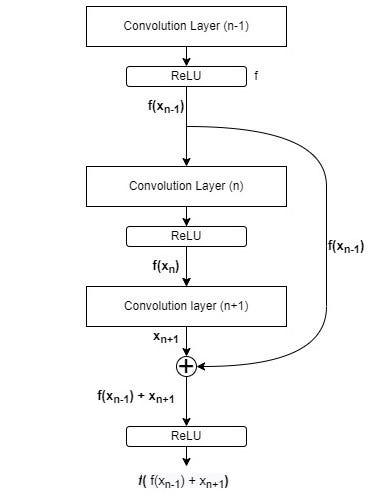 Convolution Layer (n-1)
ReLU f
f(xn-1)
Convolution Layer (n)
ReLU
f(xn-1)
f(xn)
Convolution layer (n+1)
xn+1
+
f(xn-1) + xn+1
ReLU
f( f(xn-1) + xn+1)